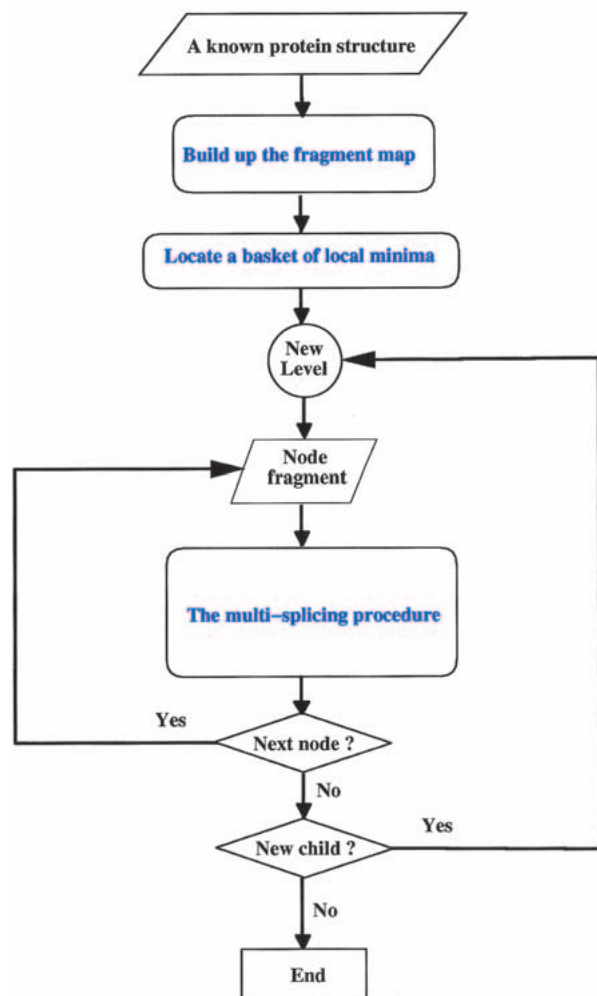 A known protein structure
Build up the fragment map
Locate a basket of local minima
New
Level
Node
fragment
The multi−splicing procedure
Yes
Next node ?
No
New child ?
Yes
No
End